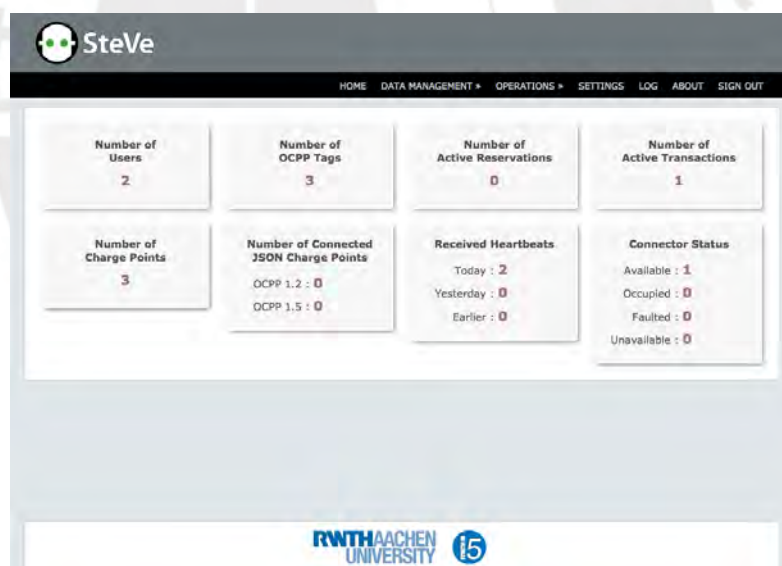 SteVe
HOME DATA MANAGEMENT » OPERATIONS » SETTINGS LOG ABOUT SIGN OUT
Number of
Users
2
Number of
OCPP Tags
3
Number of
Active Reservations
0
Number of
Active Transactions
1
Number of
Charge Points
3
Number of Connected
JSON Charge Points
OCPP 1.2 : 0
OCPP 1.5 : 0
Received Heartbeats
Today : 2
Yesterday : 0
Earlier : 0
Connector Status
Available : 1
Occupied : 0
Faulted : 0
Unavailable : 0
RWTHAACHEN
UNIVERSITY
5